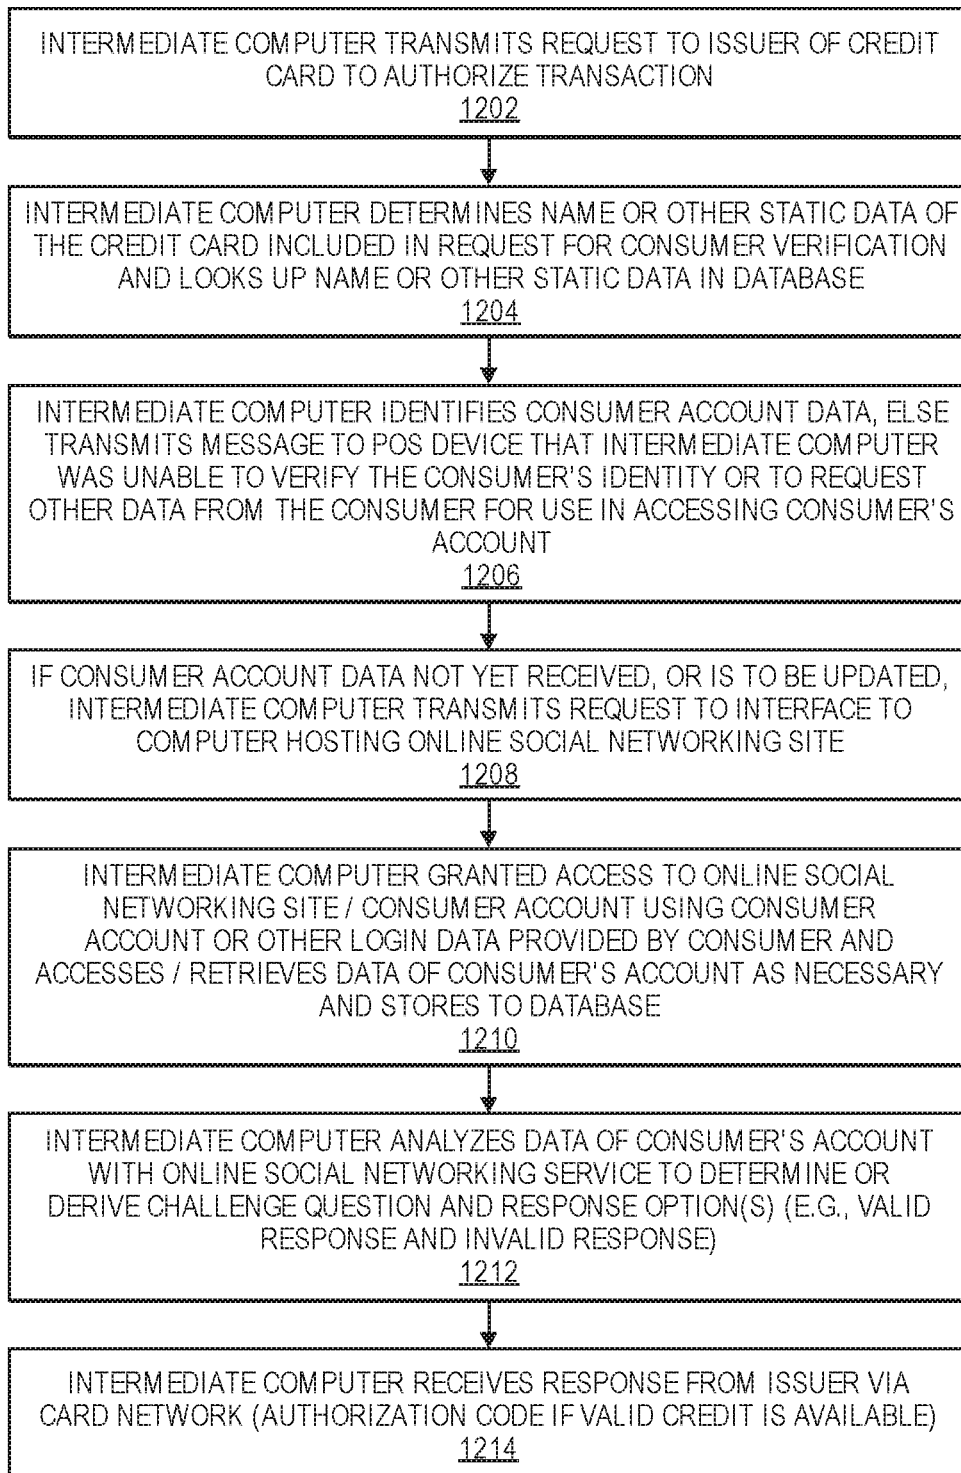 INTERMEDIATE COMPUTER TRANSMITS REQUEST TO ISSUER OF CREDIT
CARD TO AUTHORIZE TRANSACTION
1202
INTERMEDIATE COMPUTER DETERMINES NAME OR OTHER STATIC DATA OF
THE CREDIT CARD INCLUDED IN REQUEST FOR CONSUMER VERIFICATION
AND LOOKS UP NAME OR OTHER STATIC DATA IN DATABASE
1204
INTERMEDIATE COMPUTER IDENTIFIES CONSUMER ACCOUNT DATA, ELSE
TRANSMITS MESSAGE TO POS DEVICE THAT INTERMEDIATE COMPUTER
WAS UNABLE TO VERIFY THE CONSUMER'S IDENTITY OR TO REQUEST
OTHER DATA FROM THE CONSUMER FOR USE IN ACCESSING CONSUMER'S
ACCOUNT
1206
IF CONSUMER ACCOUNT DATA NOT YET RECEIVED, OR IS TO BE UPDATED,
INTERMEDIATE COMPUTER TRANSMITS REQUEST TO INTERFACE TO
COMPUTER HOSTING ONLINE SOCIAL NETWORKING SITE
1208
INTERMEDIATE COMPUTER GRANTED ACCESS TO ONLINE SOCIAL
NETWORKING SITE / CONSUMER ACCOUNT USING CONSUMER
ACCOUNT OR OTHER LOGIN DATA PROVIDED BY CONSUMER AND
ACCESSES / RETRIEVES DATA OF CONSUMER'S ACCOUNT AS NECESSARY
AND STORES TO DATABASE
1210
INTERMEDIATE COMPUTER ANALYZES DATA OF CONSUMER'S ACCOUNT
WITH ONLINE SOCIAL NETWORKING SERVICE TO DETERMINE OR
DERIVE CHALLENGE QUESTION AND RESPONSE OPTION(S) (E.G., VALID
RESPONSE AND INVALID RESPONSE)
1212
INTERMEDIATE COMPUTER RECEIVES RESPONSE FROM ISSUER VIA
CARD NETWORK (AUTHORIZATION CODE IF VALID CREDIT IS AVAILABLE)
1214